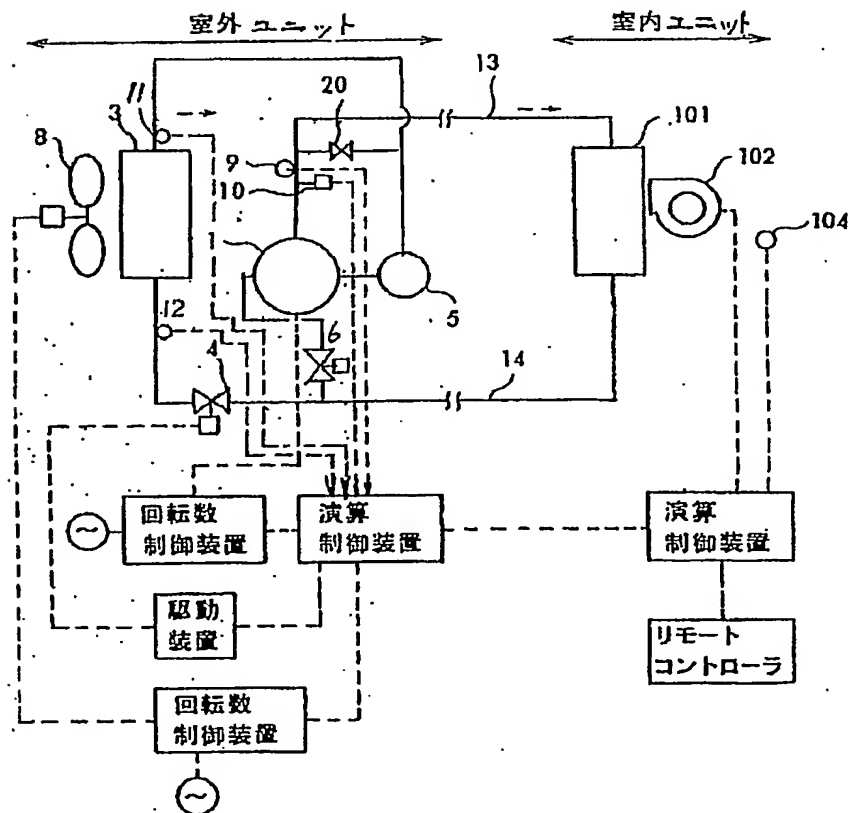 室外ユニット
室内ユニット
8
3
11
20
13
101
102
9
10
104
12
4
6
5
14
回転数
制御装置
演算
制御装置
演算
制御装置
駆動
装置
リモート
コントローラ
回転数
制御装置